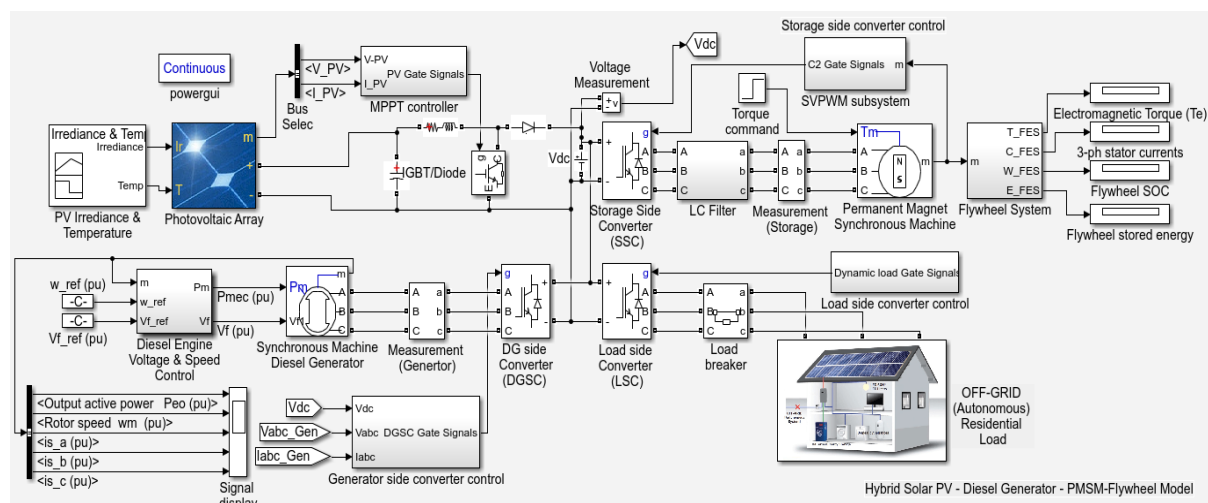 Continuous
powergui
<V_PV>
<I_PV>
Bus
Selec
V-PV
I_PV
PV Gate Signals
MPPT controller
Voltage
Measurement
+
-
v
Vdc
Storage side converter control
C2 Gate Signals
m
SVPWM subsystem
Torque
command
Irrediance & Temp
Irrediance
Temp
PV Irrediance &
Temperature
Ir
T
m
+
-
Photovoltaic Array
IGBT/Diode
g
C
E
Vdc
g
A
B
C
+
-
Storage Side
Converter
(SSC)
A
B
C
a
b
c
LC Filter
A
B
C
a
b
c
Measurement
(Storage)
Tm
A
B
C
N
S
m
Permanent Magnet
Synchronous Machine
m
T_FES
C_FES
W_FES
E_FES
Flywheel System
Electromagnetic Torque (Te)
3-ph stator currents
Flywheel SOC
Flywheel stored energy
w_ref (pu)
-C-
-C-
Vf_ref (pu)
m
w_ref
Vf_ref
Pm
Vf
Diesel Engine
Voltage & Speed
Control
Pmec (pu)
Vf (pu)
Pm
Vf1
m
A
B
C
Synchronous Machine
Diesel Generator
A
B
C
a
b
c
Measurement
(Genertor)
g
A
B
C
+
-
DG side
Converter
(DGSC)
g
+
-
A
B
C
Load side
Converter
(LSC)
A
B
C
a
b
c
Load
breaker
Dynamic load Gate Signals
Load side converter control
OFF-GRID
(Autonomous)
Residential
Load
<Output active power Peo (pu)>
<Rotor speed wm (pu)>
<is_a (pu)>
<is_b (pu)>
<is_c (pu)>
Signal
display
Vdc
Vabc_Gen
Iabc_Gen
Vdc
Vabc
Iabc
DGSC Gate Signals
Generator side converter control
Hybrid Solar PV - Diesel Generator - PMSM-Flywheel Model